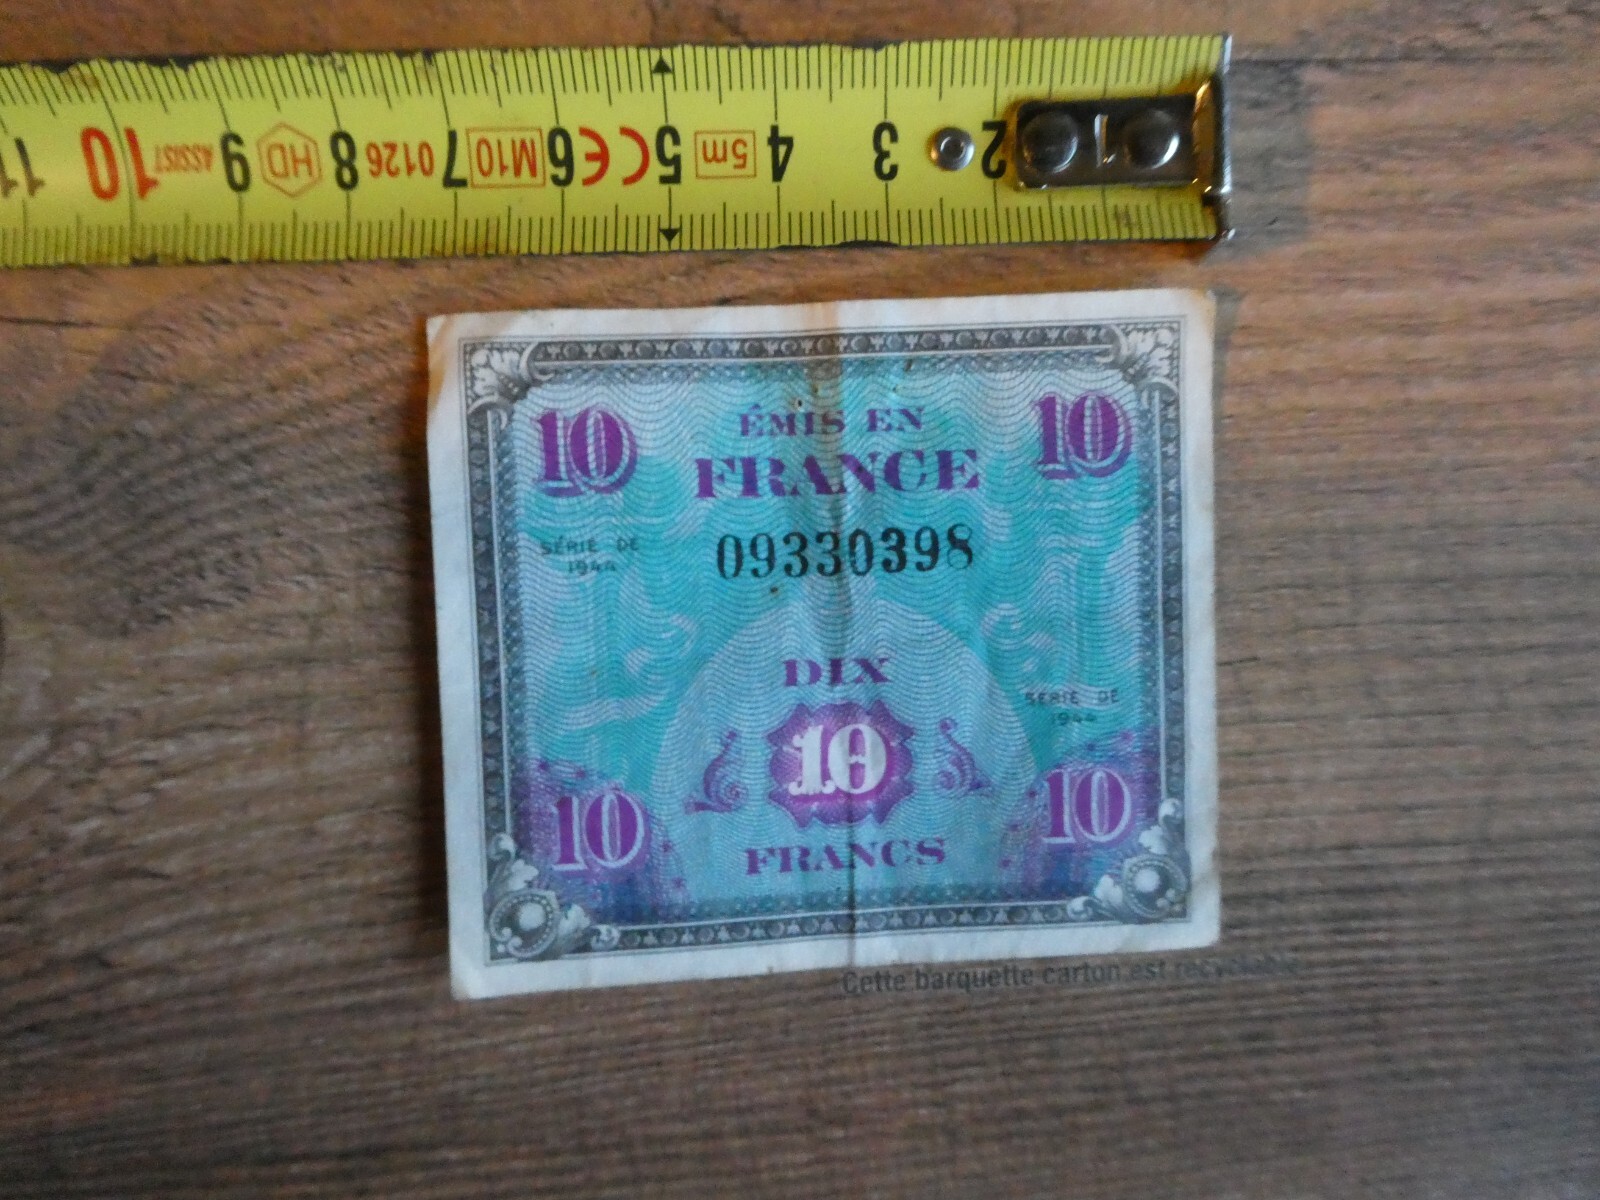 1 2 3 4 5m 5 CE 6 M10 7 0126 8 HD 9 ASSIST 10 11
10 ÉMIS EN 10
FRANCE
SÉRIE DE
1944
09330398
DIX
SÉRIE DE
1944
10 10 10
FRANCS
Cette barquette carton est recyclable